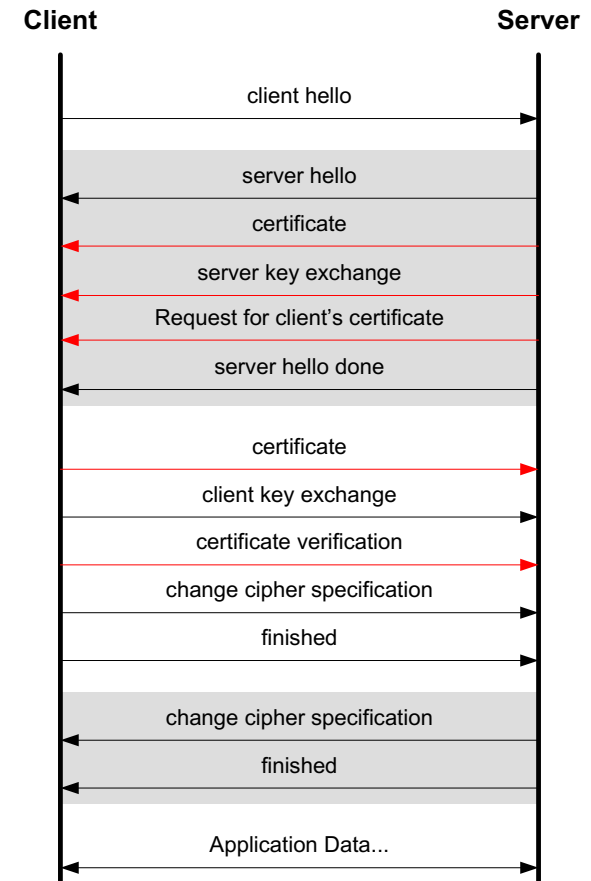 Client Server
client hello
server hello
certificate
server key exchange
Request for client’s certificate
server hello done
certificate
client key exchange
certificate verification
change cipher specification
finished
change cipher specification
finished
Application Data...